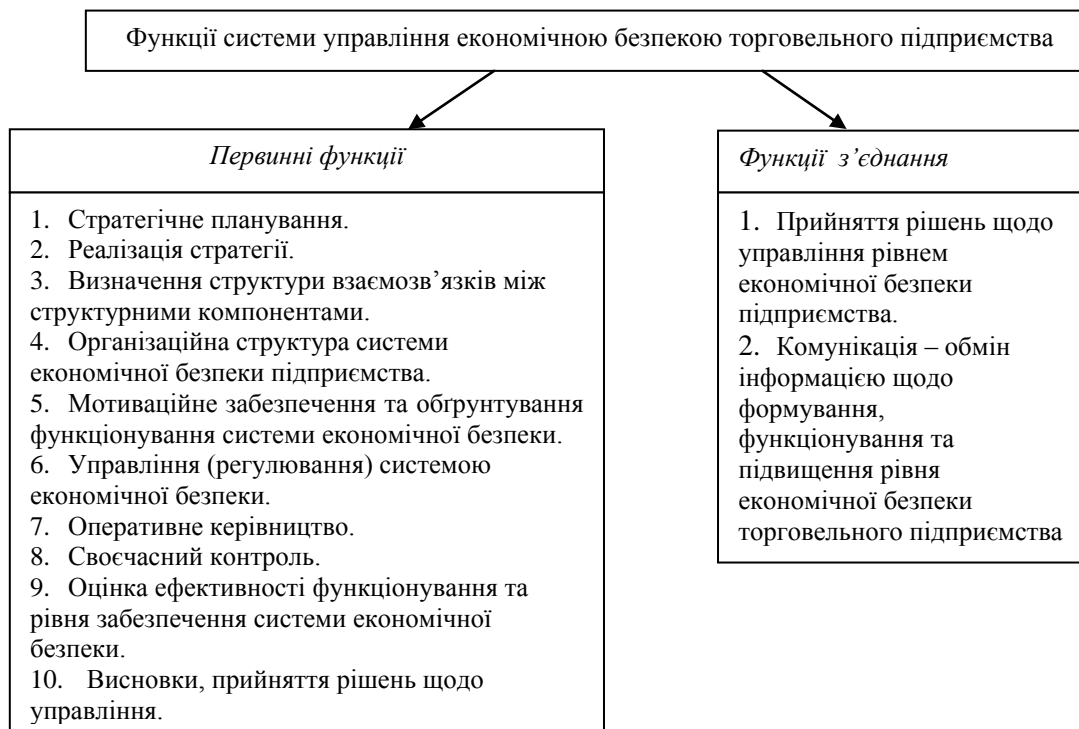 Функції системи управління економічною безпекою торговельного підприємства
Первинні функції
1. Стратегічне планування.
2. Реалізація стратегії.
3. Визначення структури взаємозв’язків між
структурними компонентами.
4. Організаційна структура системи
економічної безпеки підприємства.
5. Мотиваційне забезпечення та обґрунтування
функціонування системи економічної безпеки.
6. Управління (регулювання) системою
економічної безпеки.
7. Оперативне керівництво.
8. Своєчасний контроль.
9. Оцінка ефективності функціонування та
рівня забезпечення системи економічної
безпеки.
10. Висновки, прийняття рішень щодо
управління.
Функції з’єднання
1. Прийняття рішень щодо
управління рівнем
економічної безпеки
підприємства.
2. Комунікація – обмін
інформацією щодо
формування,
функціонування та
підвищення рівня
економічної безпеки
торговельного підприємства